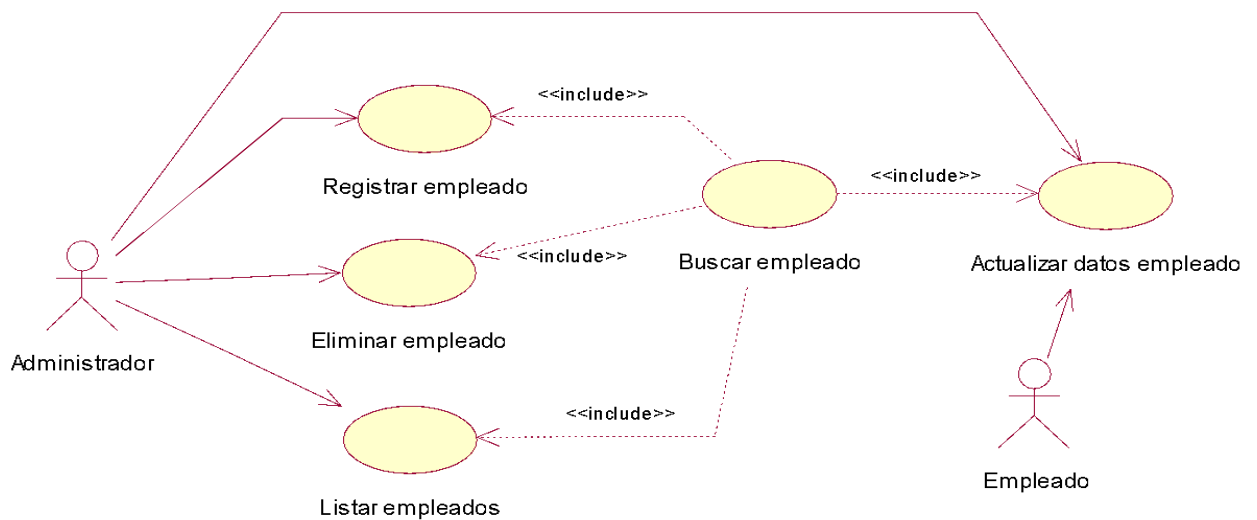 <<include>>
Registrar empleado
<<include>>
<<include>>
Buscar empleado
Actualizar datos empleado
Eliminar empleado
Administrador
<<include>>
Empleado
Listar empleados